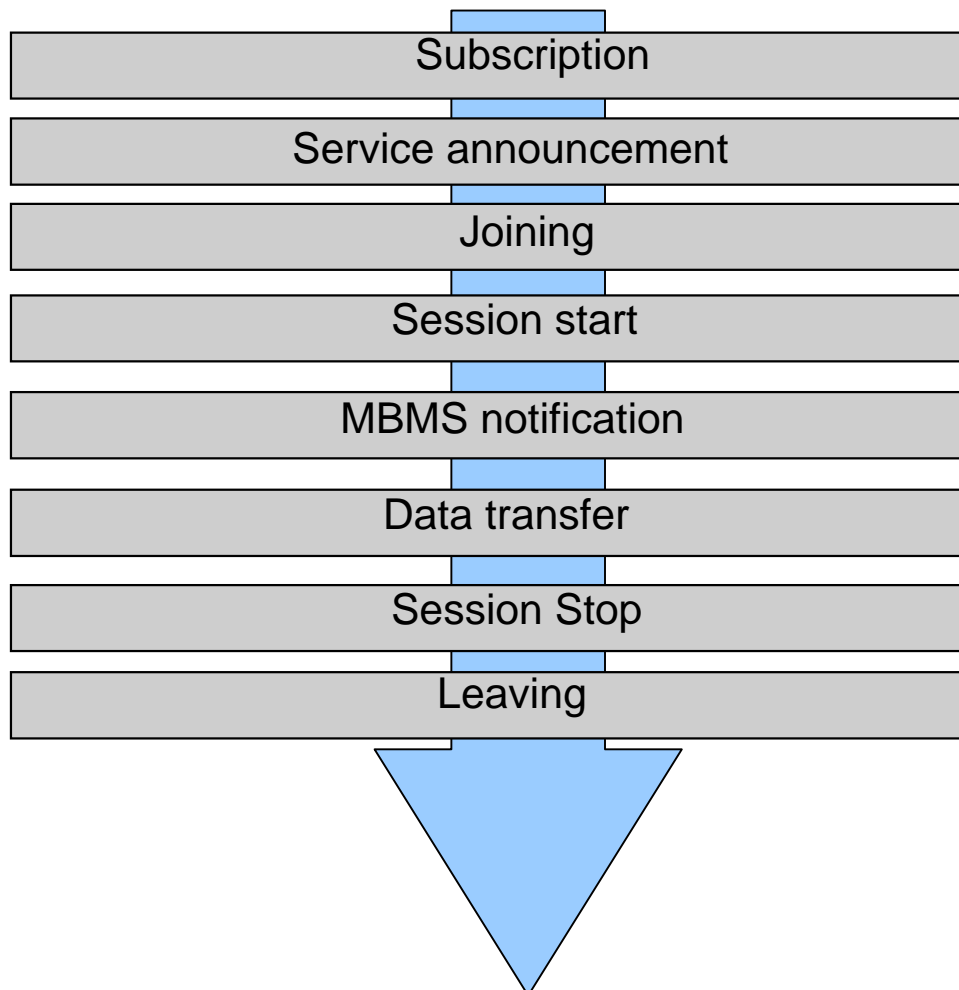 Subscription
Service announcement
Joining
Session start
MBMS notification
Data transfer
Session Stop
Leaving